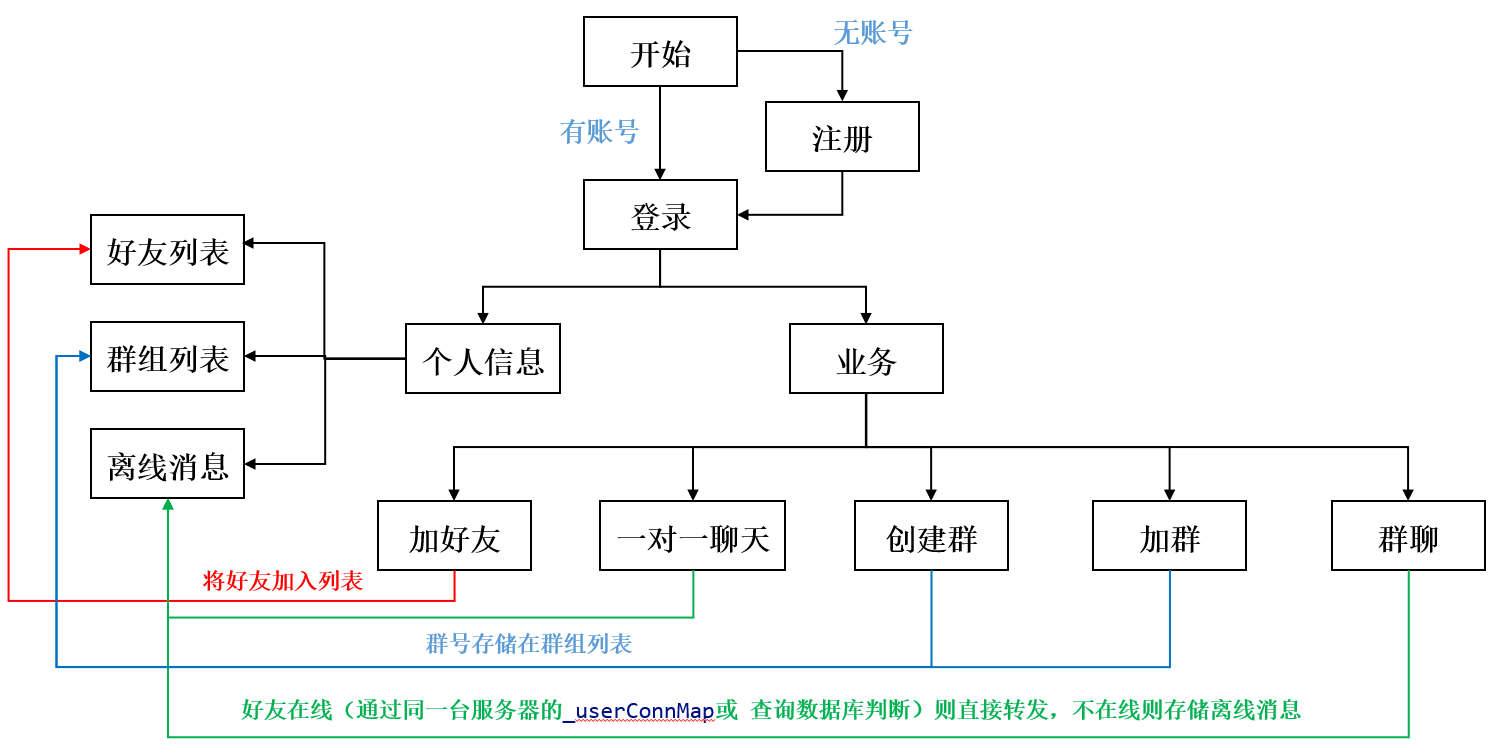 开始
无账号
有账号
注册
登录
好友列表
群组列表
个人信息
业务
离线消息
加好友
一对一聊天
创建群
加群
群聊
将好友加入列表
群号存储在群组列表
好友在线（通过同一台服务器的_userConnMap或 查询数据库判断）则直接转发，不在线则存储离线消息